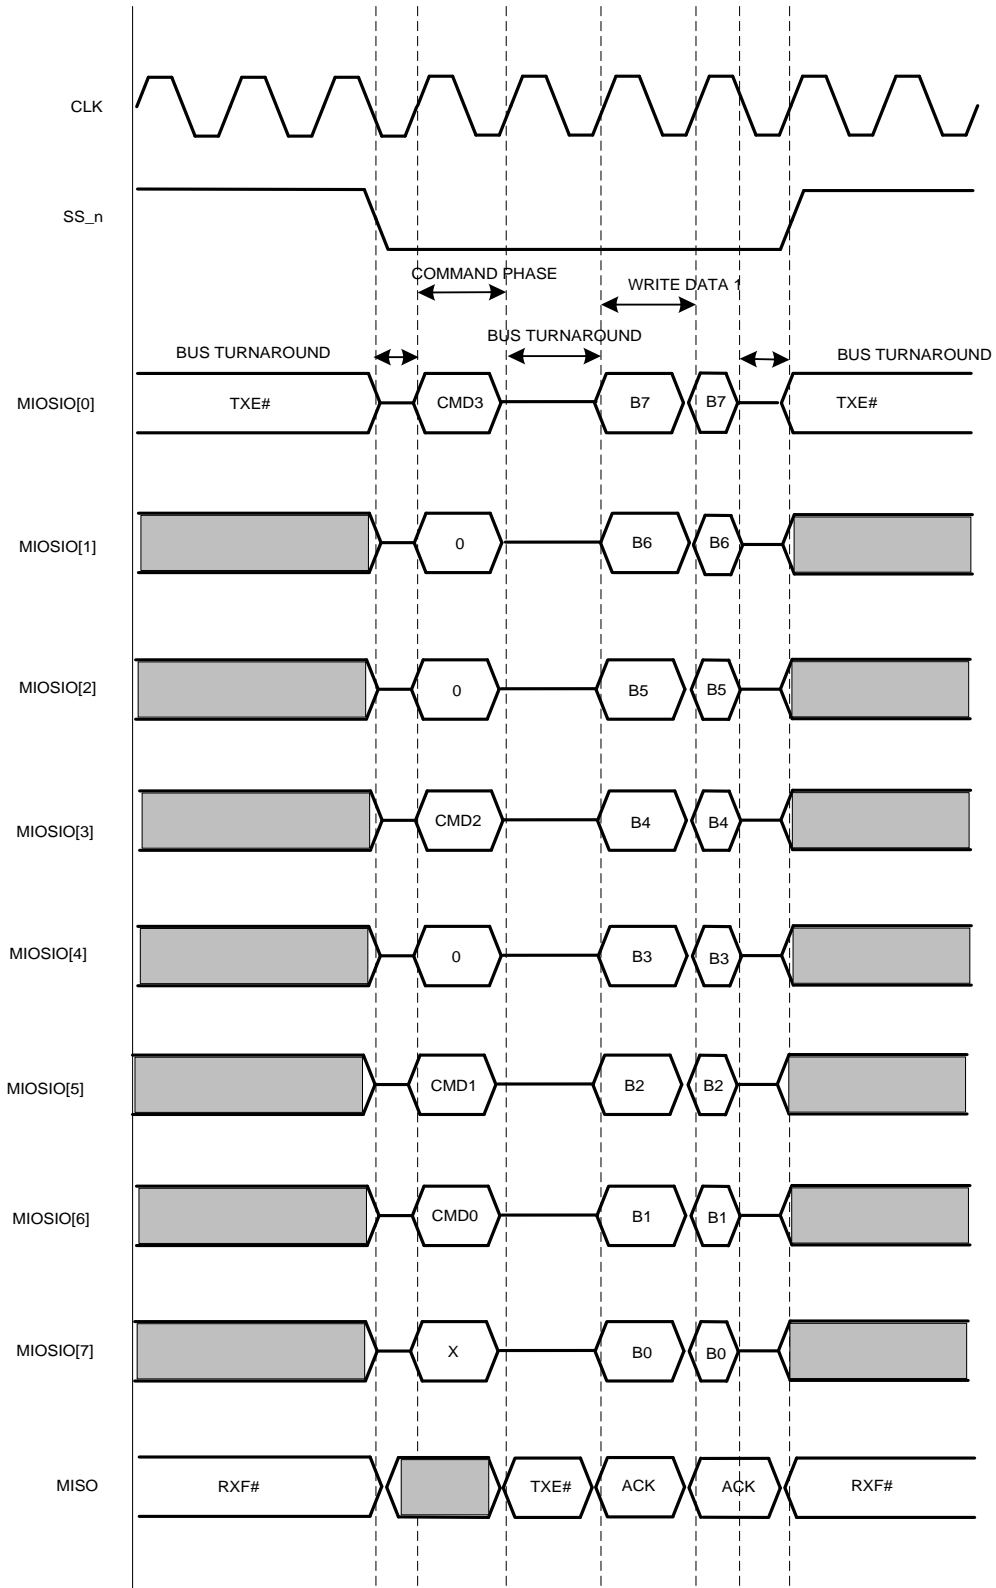 CLK
SS_n
COMMAND PHASE
WRITE DATA 1
BUS TURNAROUND
BUS TURNAROUND
BUS TURNAROUND
MIOSIO[0] TXE# CMD3 B7 B7 TXE#
MIOSIO[1] 0 B6 B6
MIOSIO[2] 0 B5 B5
MIOSIO[3] CMD2 B4 B4
MIOSIO[4] 0 B3 B3
MIOSIO[5] CMD1 B2 B2
MIOSIO[6] CMD0 B1 B1
MIOSIO[7] X B0 B0
MISO RXF# TXE# ACK ACK RXF#